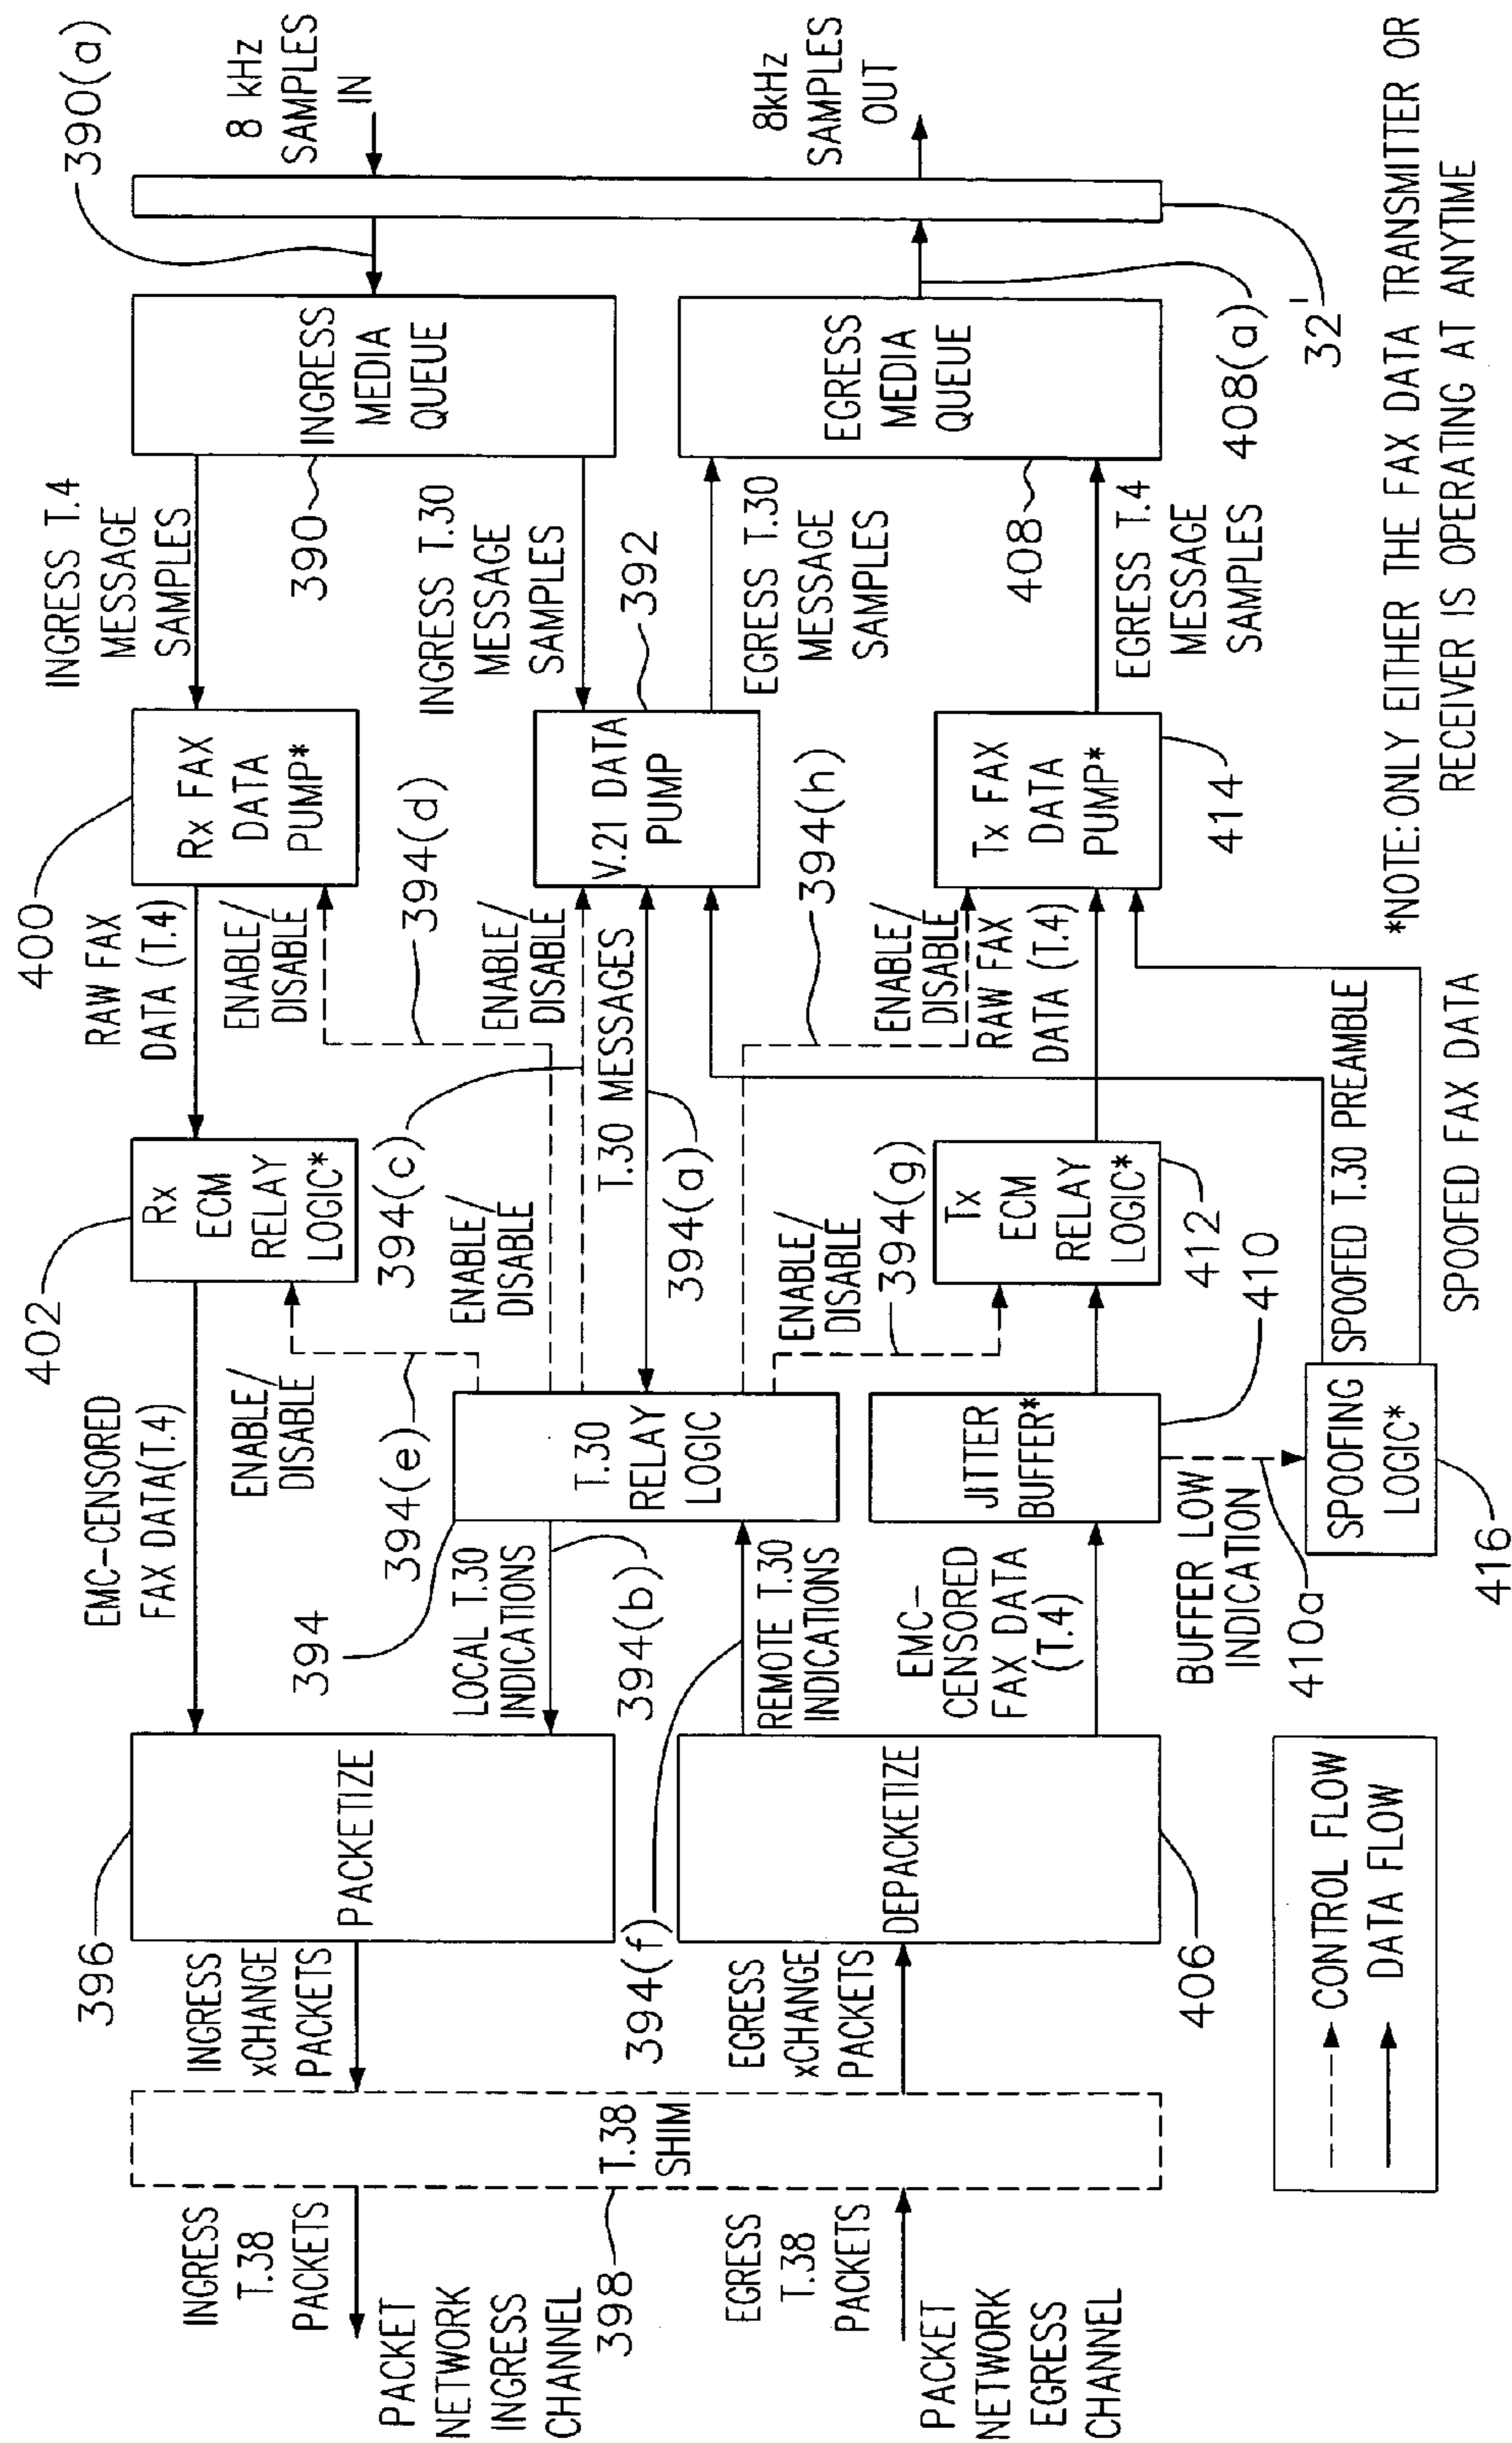 INGRESS
T.38
PACKETS
PACKET
NETWORK
INGRESS
CHANNEL
398
EGRESS
T.38
PACKETS
PACKET
NETWORK
EGRESS
CHANNEL
T.38
SHIM
INGRESS
xCHANGE
PACKETS
394(f)
EGRESS
xCHANGE
PACKETS
396
PACKETIZE
DEPACKETIZE
406
EMC-CENSORED
FAX DATA(T.4)
394
LOCAL T.30
INDICATIONS
394(b)
REMOTE T.30
INDICATIONS
EMC-
CENSORED
FAX DATA
(T.4)
BUFFER LOW
INDICATION
410a
402
ENABLE/
DISABLE
394(e)
T.30
RELAY
LOGIC
JITTER
BUFFER*
410
SPOOFING
LOGIC*
416
Rx
ECM
RELAY
LOGIC*
394(c)
ENABLE/
DISABLE
394(a)
ENABLE/
DISABLE
394(g)
Tx
ECM
RELAY
LOGIC*
412
SPOOFED T.30 PREAMBLE
SPOOFED FAX DATA
400
RAW FAX
DATA (T.4)
ENABLE/
DISABLE
394(d)
ENABLE/
DISABLE
T.30 MESSAGES
394(h)
ENABLE/
DISABLE
RAW FAX
DATA (T.4)
Rx FAX
DATA
PUMP*
V.21 DATA
PUMP
392
Tx FAX
DATA
PUMP*
414
INGRESS T.4
MESSAGE
SAMPLES
390
INGRESS T.30
MESSAGE
SAMPLES
EGRESS T.30
MESSAGE
SAMPLES
408
EGRESS T.4
MESSAGE
SAMPLES
INGRESS
MEDIA
QUEUE
EGRESS
MEDIA
QUEUE
408(a)
32'
390(a)
8 kHz
SAMPLES
IN
8kHz
SAMPLES
OUT
CONTROL FLOW
DATA FLOW
*NOTE: ONLY EITHER THE FAX DATA TRANSMITTER OR
RECEIVER IS OPERATING AT ANYTIME